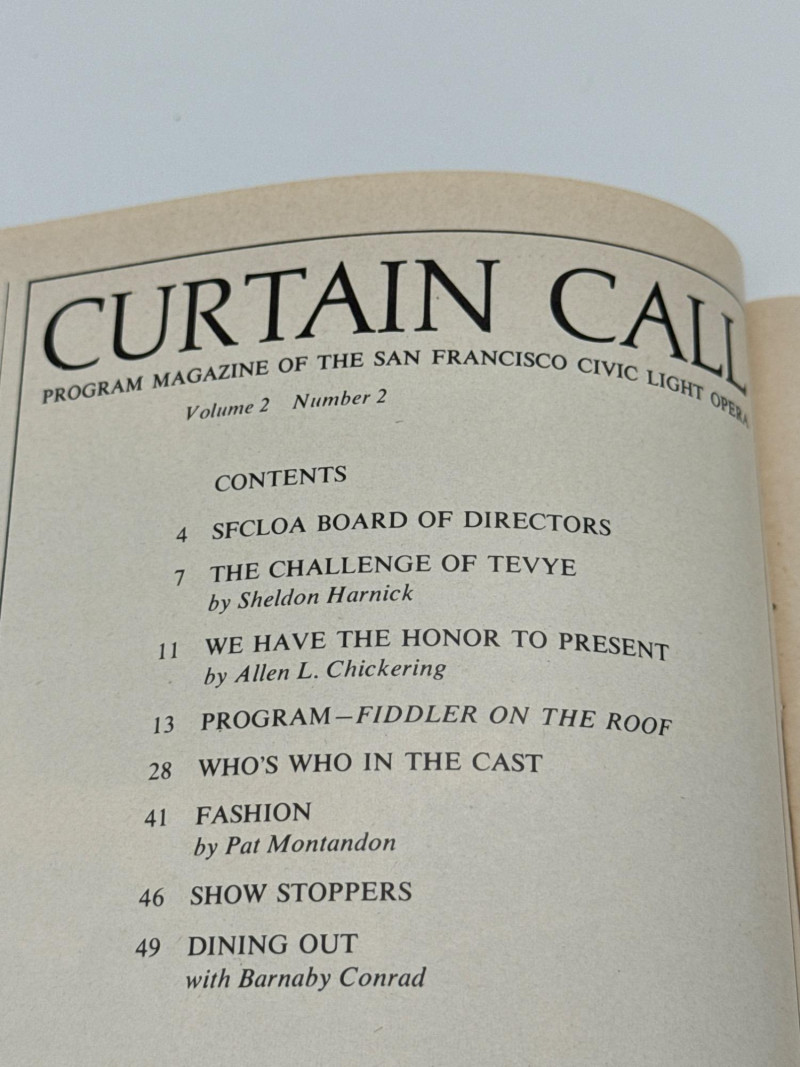 CURTAIN CALL
PROGRAM MAGAZINE OF THE SAN FRANCISCO CIVIC LIGHT OPERA
Volume 2 Number 2
CONTENTS
4 SFCLOA BOARD OF DIRECTORS
7 THE CHALLENGE OF TEVYE
by Sheldon Harnick
11 WE HAVE THE HONOR TO PRESENT
by Allen L. Chickering
13 PROGRAM—FIDDLER ON THE ROOF
28 WHO'S WHO IN THE CAST
41 FASHION
by Pat Montandon
46 SHOW STOPPERS
49 DINING OUT
with Barnaby Conrad